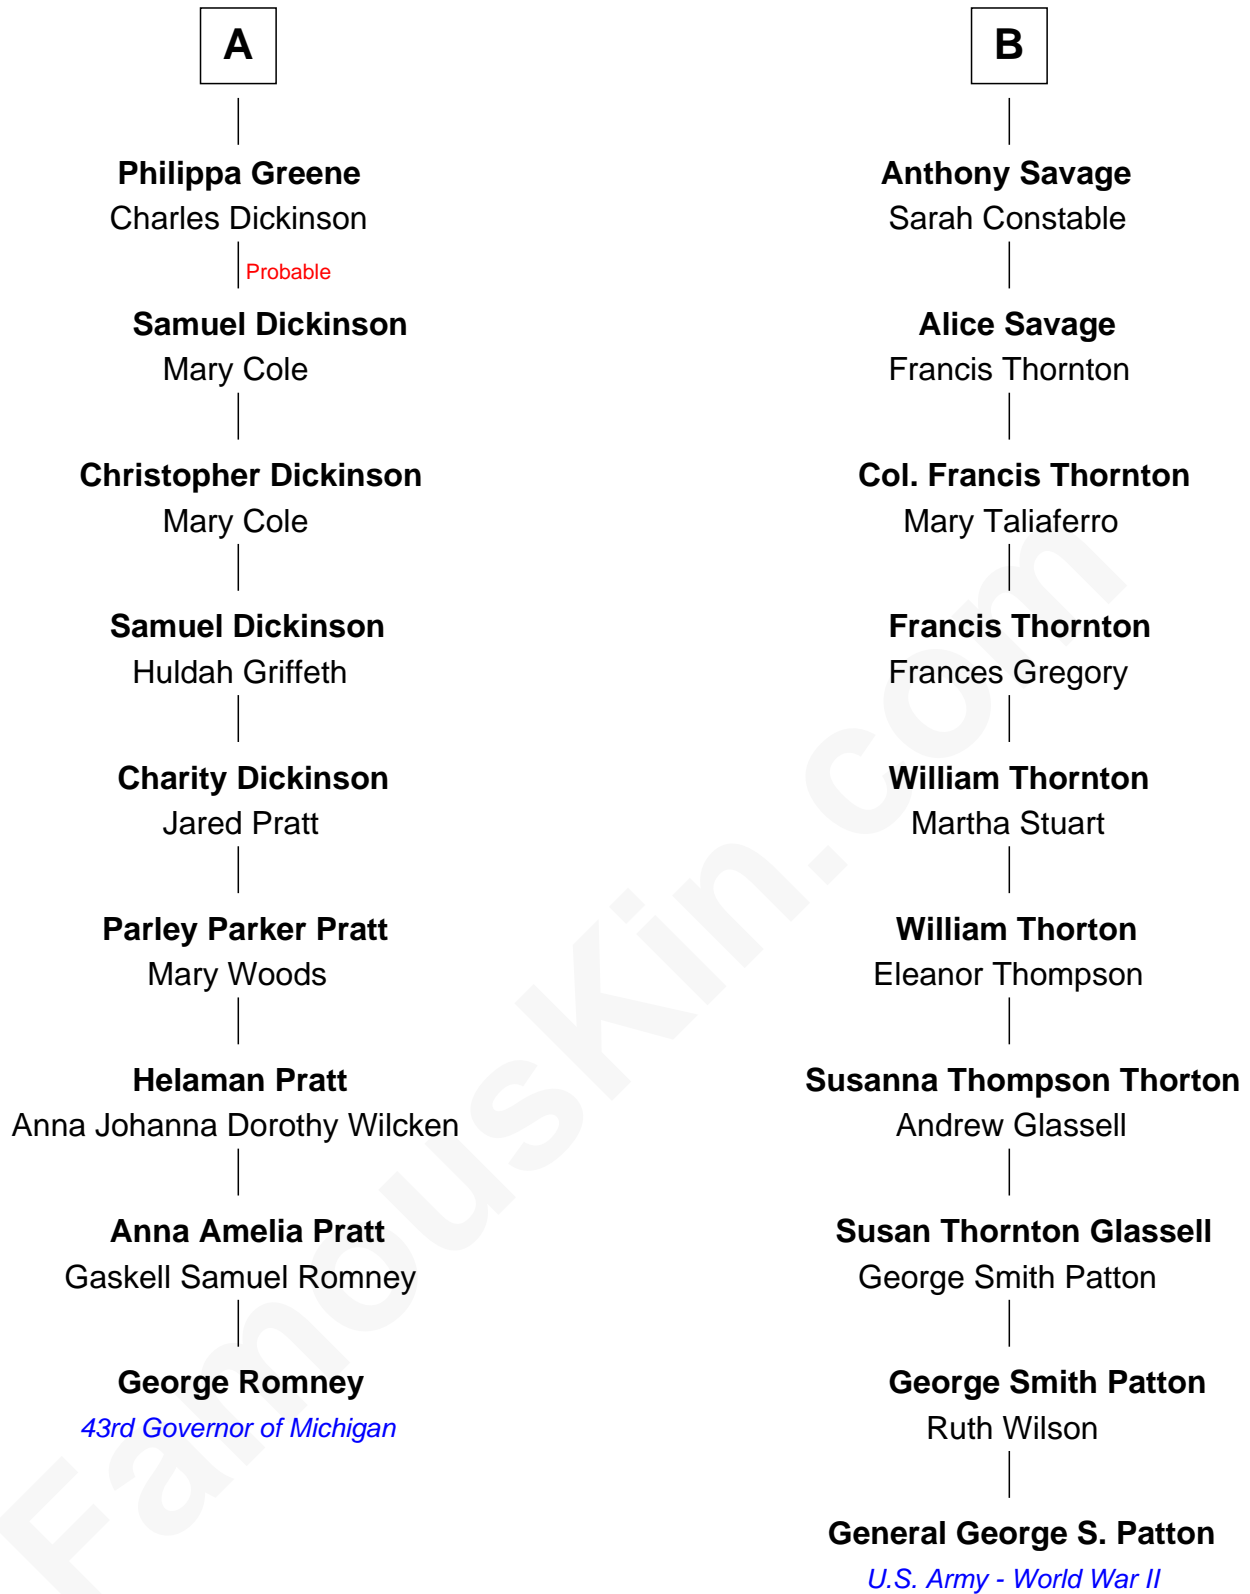 A
Philippa Greene
Charles Dickinson
Probable
Samuel Dickinson
Mary Cole
Christopher Dickinson
Mary Cole
Samuel Dickinson
Huldah Griffeth
Charity Dickinson
Jared Pratt
Parley Parker Pratt
Mary Woods
Helaman Pratt
Anna Johanna Dorothy Wilcken
Anna Amelia Pratt
Gaskell Samuel Romney
George Romney
43rd Governor of Michigan
B
Anthony Savage
Sarah Constable
Alice Savage
Francis Thornton
Col. Francis Thornton
Mary Taliaferro
Francis Thornton
Frances Gregory
William Thornton
Martha Stuart
William Thorton
Eleanor Thompson
Susanna Thompson Thorton
Andrew Glassell
Susan Thornton Glassell
George Smith Patton
George Smith Patton
Ruth Wilson
General George S. Patton
U.S. Army - World War II
FamousKin.com